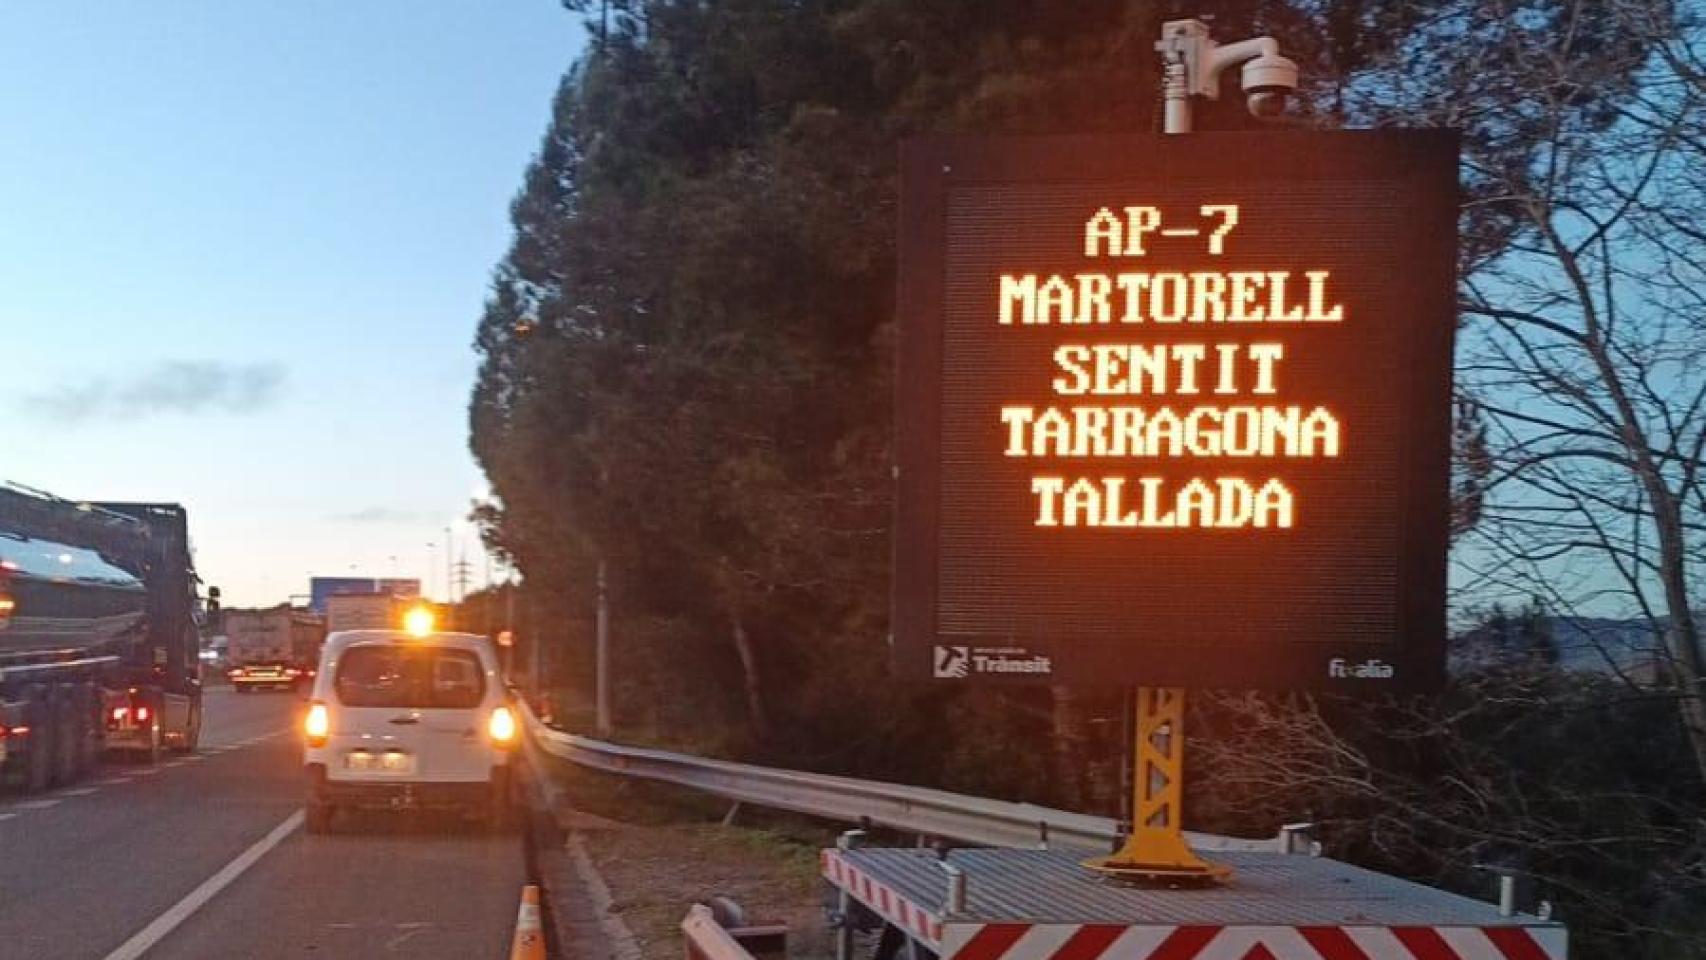 AP-7
MARTORELL
SENTIT
TARRAGONA
TALLADA
Trànsit
fixalia